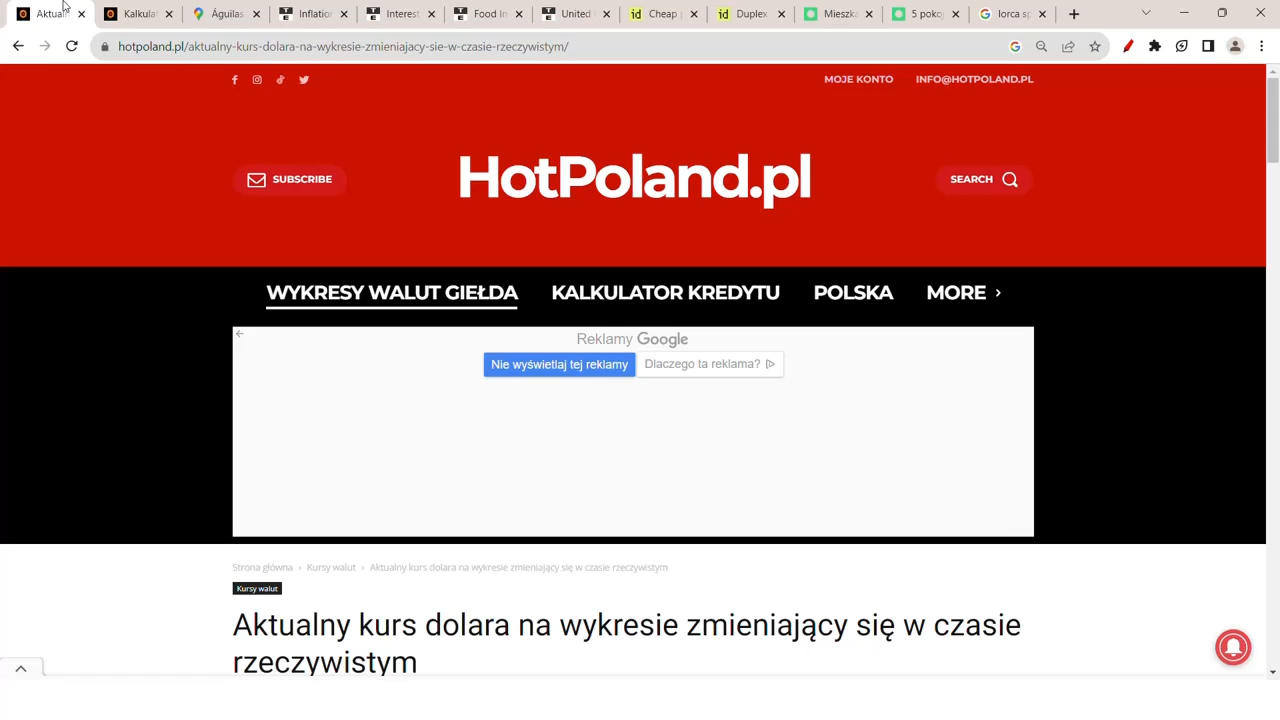 Aktual
Kalkulat
Águilas
Inflatio
Interest
Food In
United
Cheap
Duplex
Mieszka
5 poko
lorca sp
hotpoland.pl/aktualny-kurs-dolara-na-wykresie-zmieniajacy-sie-w-czasie-rzeczywistym/
MOJE KONTO
INFO@HOTPOLAND.PL
SUBSCRIBE
HotPoland.pl
SEARCH
WYKRESY WALUT GIEŁDA
KALKULATOR KREDYTU
POLSKA
MORE
Reklamy Google
Nie wyświetlaj tej reklamy
Dlaczego ta reklama?
Strona główna › Kursy walut › Aktualny kurs dolara na wykresie zmieniający się w czasie rzeczywistym
Kursy walut
Aktualny kurs dolara na wykresie zmieniający się w czasie
rzeczywistym